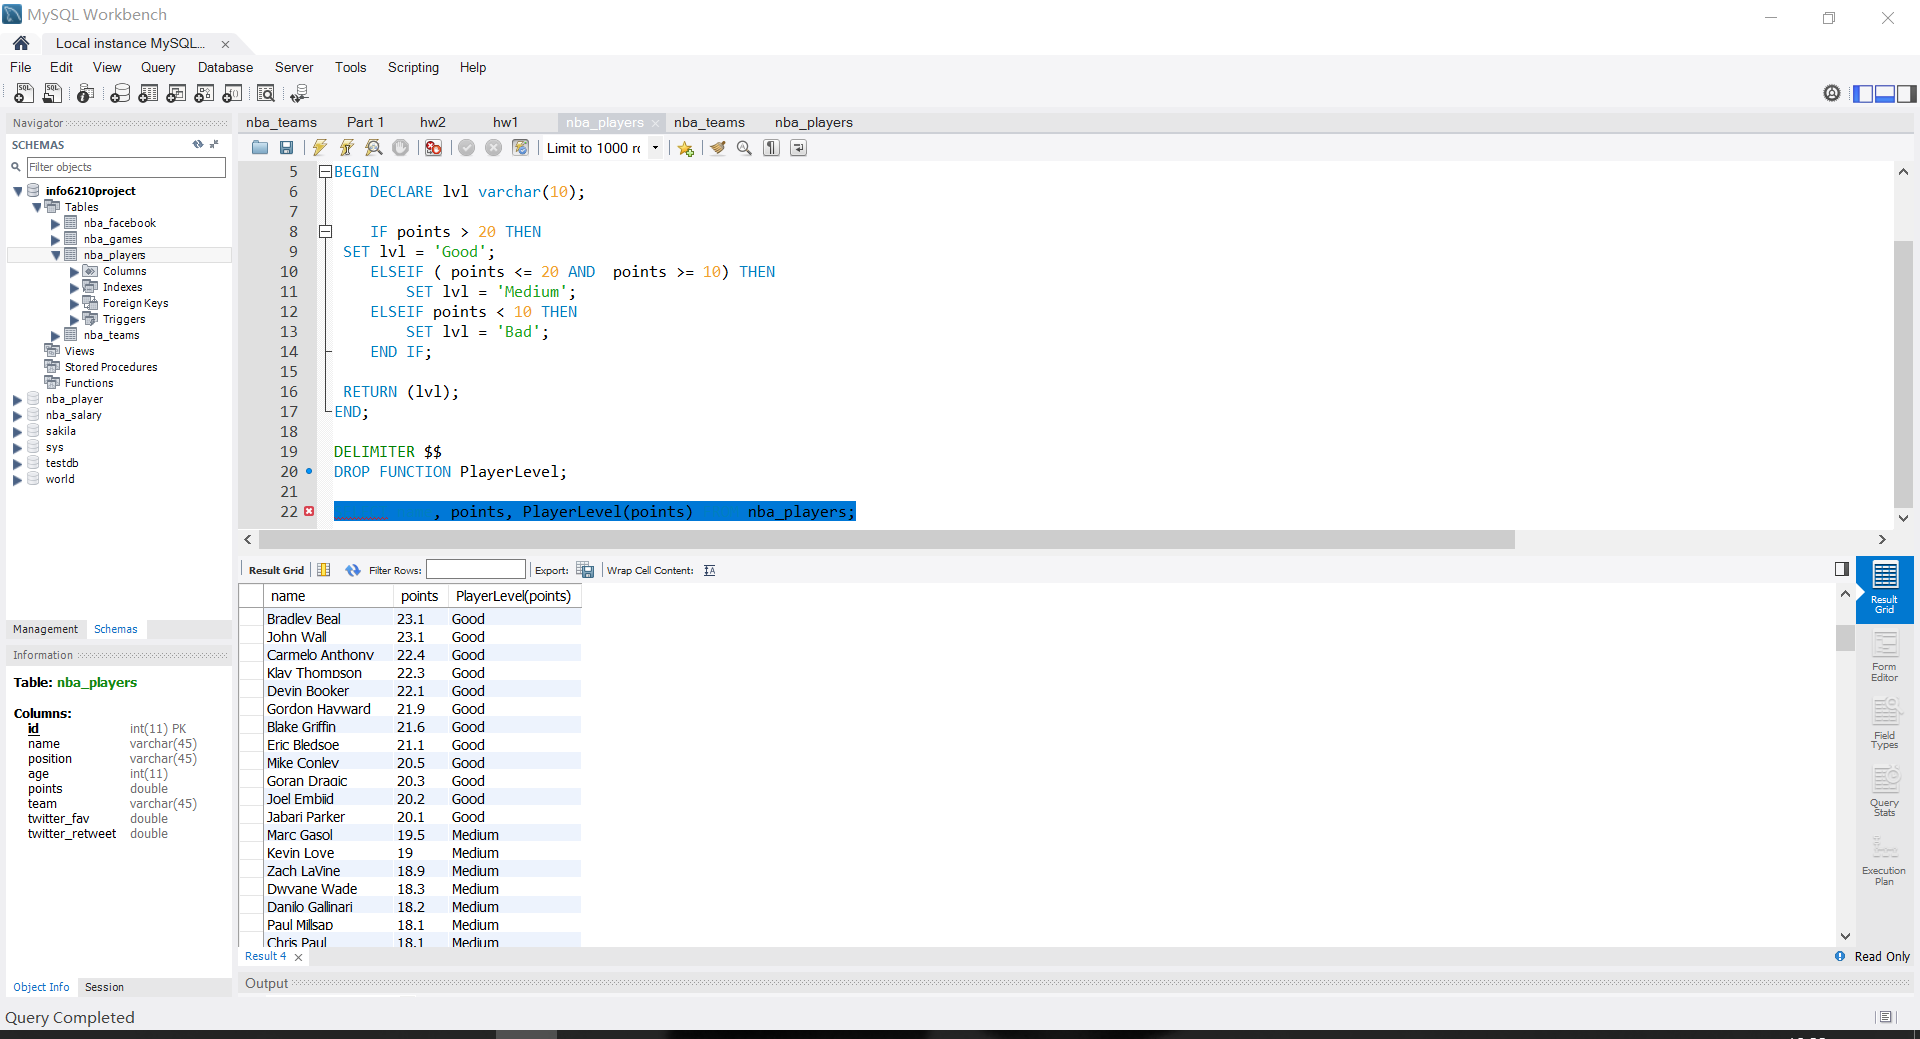 MySQL Workbench
Local instance MySQL... ×
File Edit View Query Database Server Tools Scripting Help
Navigator
SCHEMAS
Filter objects
info6210project
Tables
nba_facebook
nba_games
nba_players
Columns
Indexes
Foreign Keys
Triggers
nba_teams
Views
Stored Procedures
Functions
nba_player
nba_salary
sakila
sys
testdb
world
Management Schemas
Information
Table: nba_players
Columns:
id int(11) PK
name varchar(45)
position varchar(45)
age int(11)
points double
team varchar(45)
twitter_fav double
twitter_retweet double
Object Info Session
nba_teams Part 1 hw2 hw1 nba_players × nba_teams nba_players
Limit to 1000 rc
5 BEGIN
6 DECLARE lvl varchar(10);
7
8 IF points > 20 THEN
9 SET lvl = 'Good';
10 ELSEIF ( points <= 20 AND  points >= 10) THEN
11 SET lvl = 'Medium';
12 ELSEIF points < 10 THEN
13 SET lvl = 'Bad';
14 END IF;
15
16 RETURN (lvl);
17 END;
18
19 DELIMITER $$
20 DROP FUNCTION PlayerLevel;
21
22 , points, PlayerLevel(points) nba_players;
Result Grid Filter Rows: Export: Wrap Cell Content:
name points PlayerLevel(points)
Bradley Beal 23.1 Good
John Wall 23.1 Good
Carmelo Anthony 22.4 Good
Klay Thompson 22.3 Good
Devin Booker 22.1 Good
Gordon Hayward 21.9 Good
Blake Griffin 21.6 Good
Eric Bledsoe 21.1 Good
Mike Conley 20.5 Good
Goran Dragic 20.3 Good
Joel Embiid 20.2 Good
Jabari Parker 20.1 Good
Marc Gasol 19.5 Medium
Kevin Love 19 Medium
Zach LaVine 18.9 Medium
Dwyane Wade 18.3 Medium
Danilo Gallinari 18.2 Medium
Paul Millsap 18.1 Medium
Chris Paul 18.1 Medium
Result Grid
Form Editor
Field Types
Query Stats
Execution Plan
Result 4 ×
Read Only
Output
Query Completed